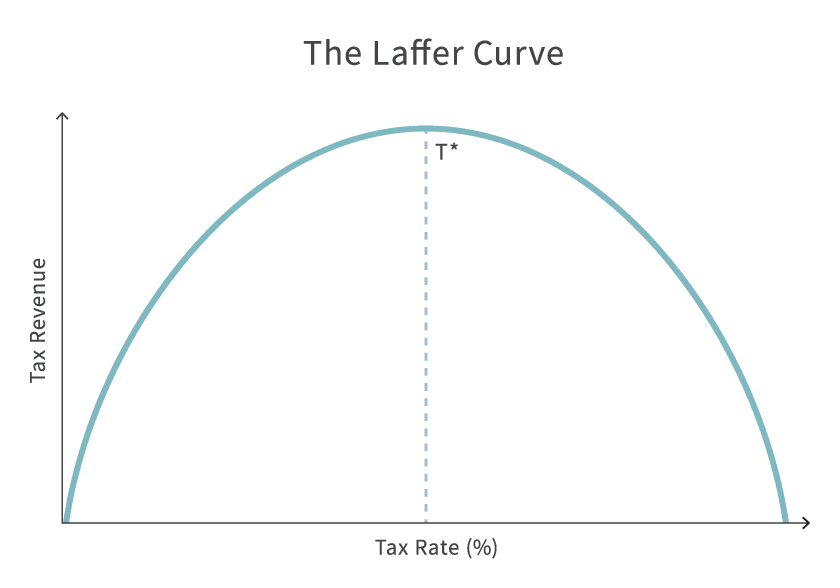 The Laffer Curve
T*
Tax Revenue
Tax Rate (%)